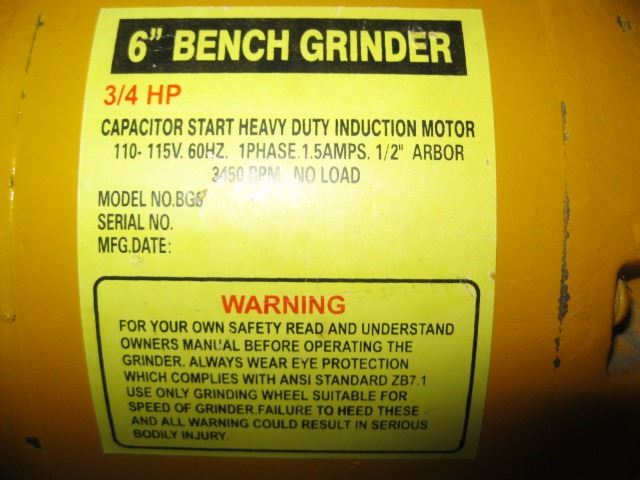 6" BENCH GRINDER
3/4 HP
CAPACITOR START HEAVY DUTY INDUCTION MOTOR
110- 115V. 60HZ. 1PHASE.1.5AMPS. 1/2" ARBOR
3450 RPM NO LOAD
MODEL NO.BG6
SERIAL NO.
MFG.DATE:
WARNING
FOR YOUR OWN SAFETY READ AND UNDERSTAND
OWNERS MANUAL BEFORE OPERATING THE
GRINDER. ALWAYS WEAR EYE PROTECTION
WHICH COMPLIES WITH ANSI STANDARD ZB7.1
USE ONLY GRINDING WHEEL SUITABLE FOR
SPEED OF GRINDER.FAILURE TO HEED THESE
AND ALL WARNING COULD RESULT IN SERIOUS
BODILY INJURY.